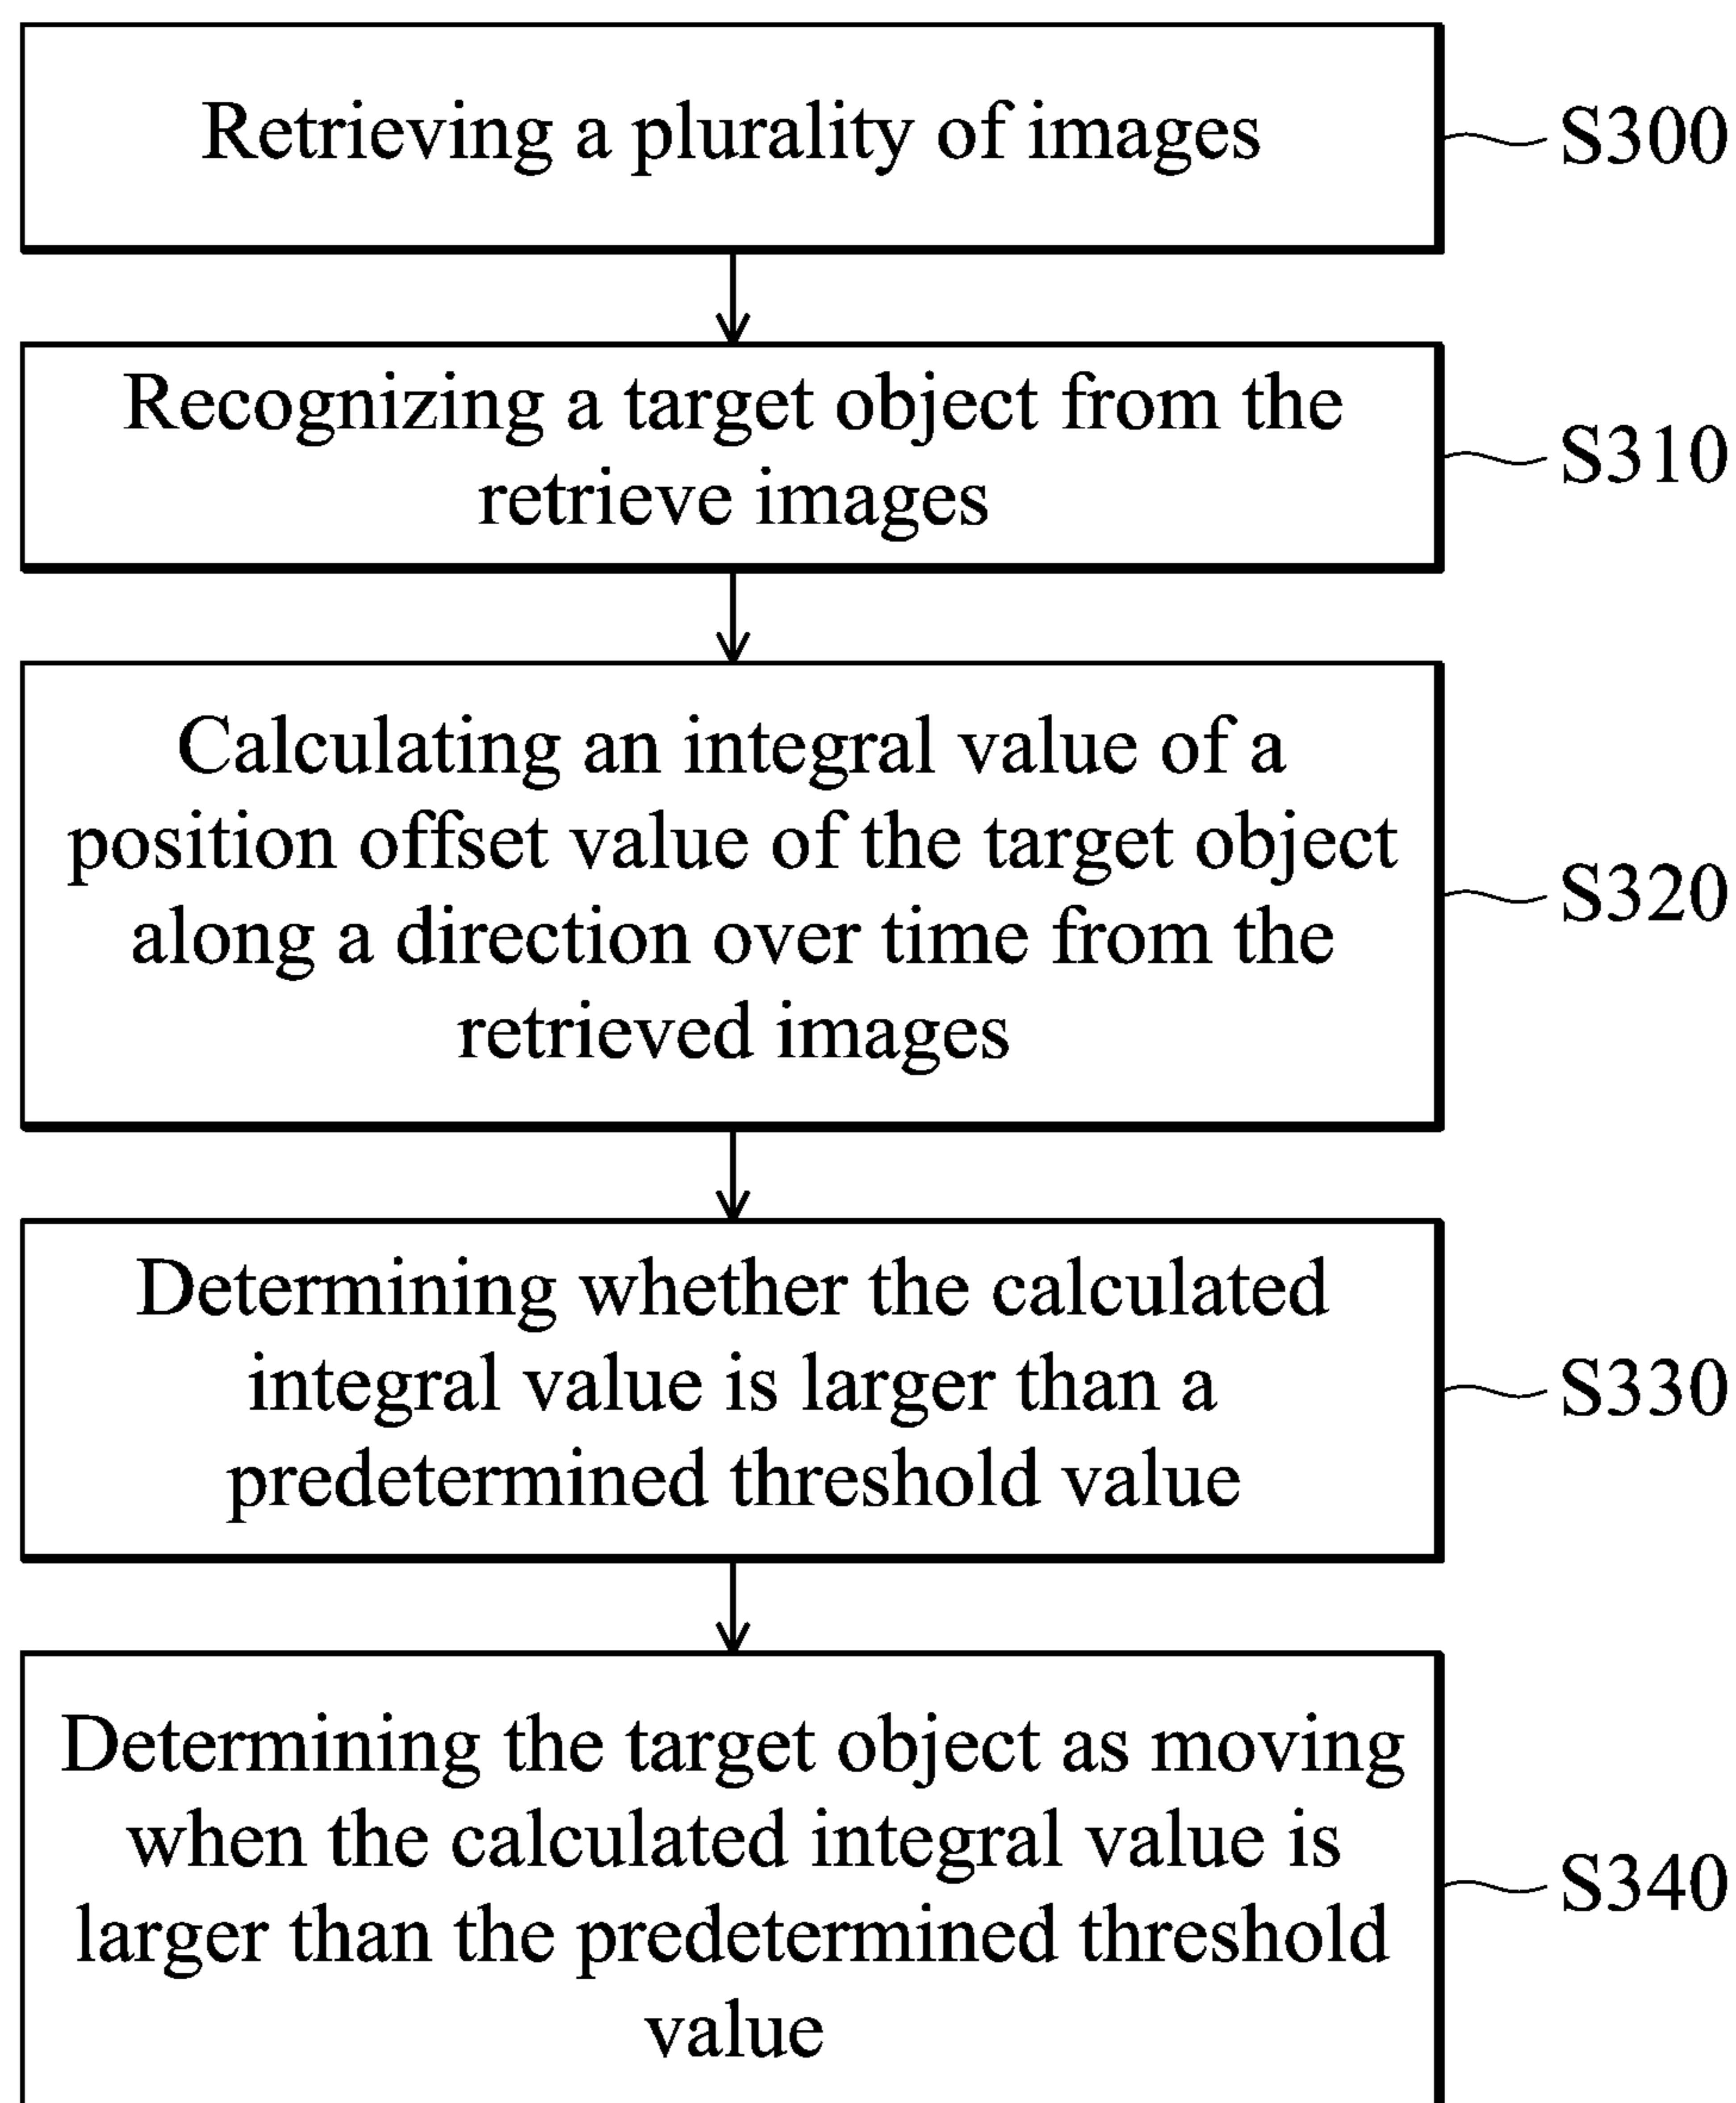 Retrieving a plurality of images
S300
Recognizing a target object from the
retrieve images
S310
Calculating an integral value of a
position offset value of the target object
along a direction over time from the
retrieved images
S320
Determining whether the calculated
integral value is larger than a
predetermined threshold value
S330
Determining the target object as moving
when the calculated integral value is
larger than the predetermined threshold
value
S340